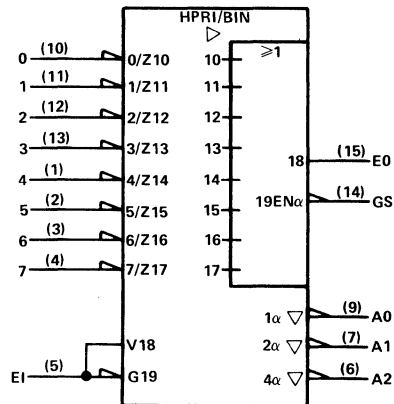 HPRI/BIN
▷
≥1
0 (10) 0/Z10 10
1 (11) 1/Z11 11
2 (12) 2/Z12 12
3 (13) 3/Z13 13
18 (15) E0
4 (1) 4/Z14 14
19ENα (14) GS
5 (2) 5/Z15 15
6 (3) 6/Z16 16
7 (4) 7/Z17 17
1α ▽ (9) A0
V18 2α ▽ (7) A1
EI (5) G19 4α ▽ (6) A2